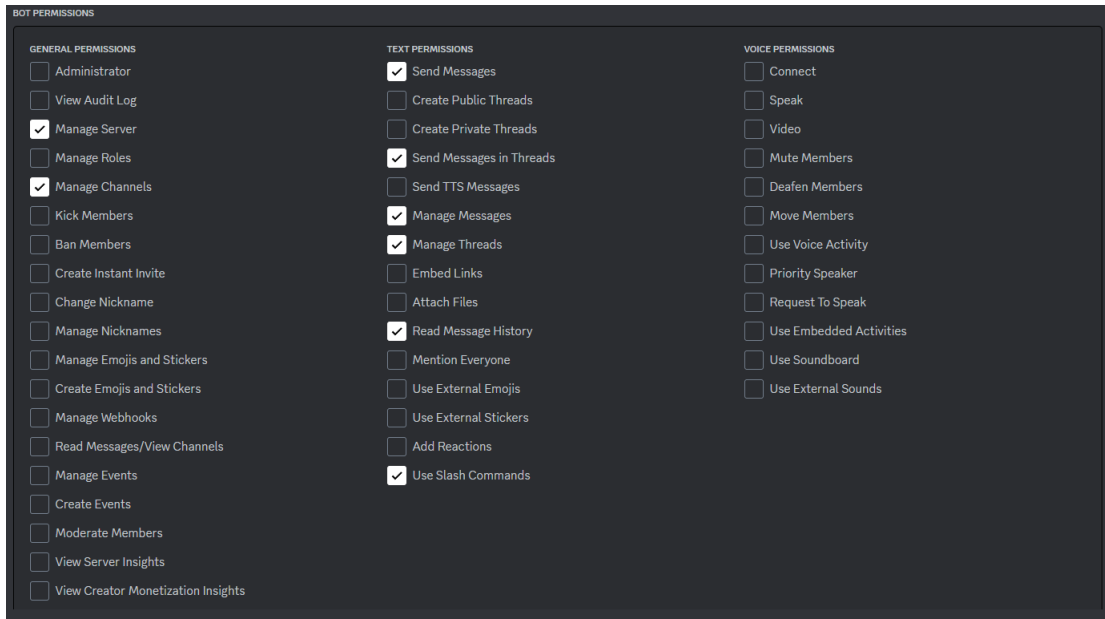 BOT PERMISSIONS
GENERAL PERMISSIONS
Administrator
View Audit Log
Manage Server
Manage Roles
Manage Channels
Kick Members
Ban Members
Create Instant Invite
Change Nickname
Manage Nicknames
Manage Emojis and Stickers
Create Emojis and Stickers
Manage Webhooks
Read Messages/View Channels
Manage Events
Create Events
Moderate Members
View Server Insights
View Creator Monetization Insights
TEXT PERMISSIONS
Send Messages
Create Public Threads
Create Private Threads
Send Messages in Threads
Send TTS Messages
Manage Messages
Manage Threads
Embed Links
Attach Files
Read Message History
Mention Everyone
Use External Emojis
Use External Stickers
Add Reactions
Use Slash Commands
VOICE PERMISSIONS
Connect
Speak
Video
Mute Members
Deafen Members
Move Members
Use Voice Activity
Priority Speaker
Request To Speak
Use Embedded Activities
Use Soundboard
Use External Sounds